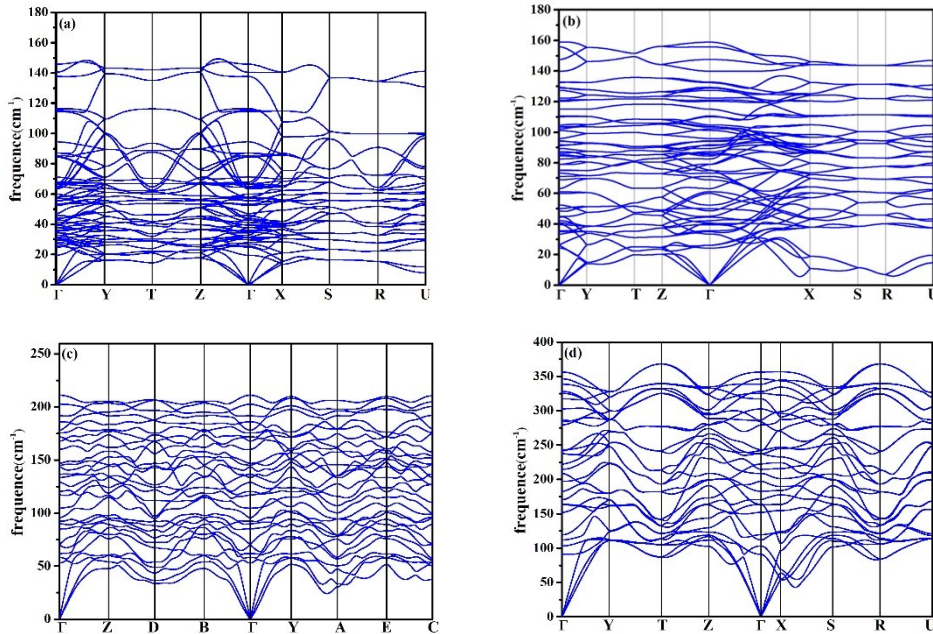 (a)
180
160
140
120
100
80
60
40
20
0
frequence(cm⁻¹)
Γ Y T Z Γ X S R U
(b)
180
160
140
120
100
80
60
40
20
0
frequence(cm⁻¹)
Γ Y T Z Γ X S R U
(c)
250
200
150
100
50
0
frequence(cm⁻¹)
Γ Z D B Γ Y A E C
(d)
400
350
300
250
200
150
100
50
0
frequence(cm⁻¹)
Γ Y T Z Γ X S R U